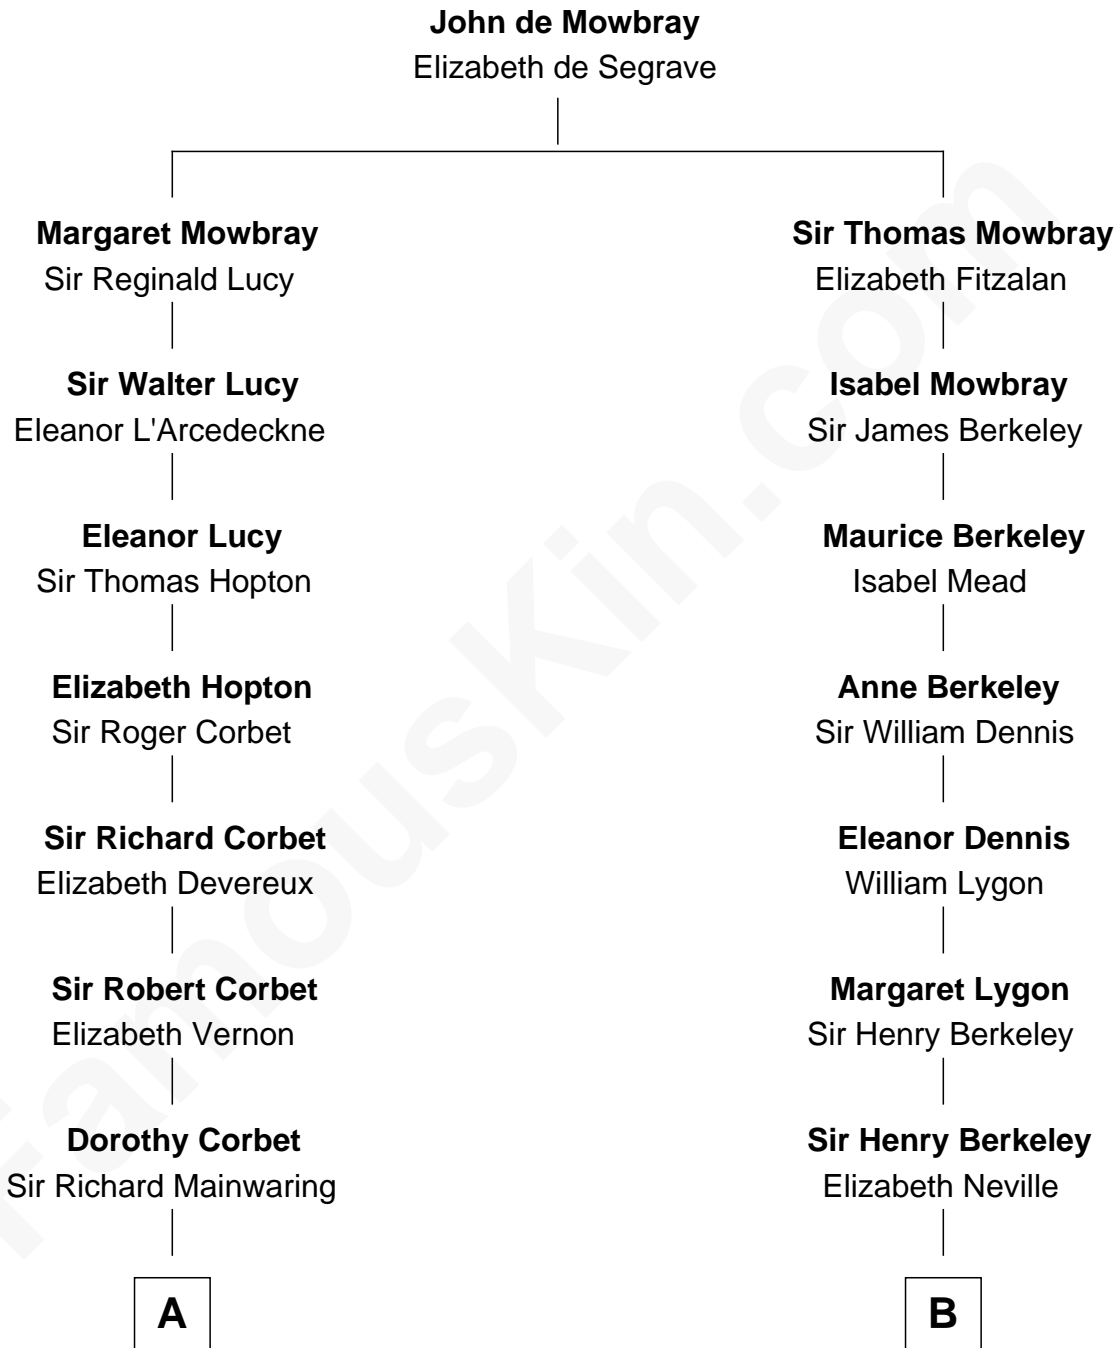 John de Mowbray
Elizabeth de Segrave
Margaret Mowbray
Sir Reginald Lucy
Sir Thomas Mowbray
Elizabeth Fitzalan
Sir Walter Lucy
Eleanor L'Arcedeckne
Isabel Mowbray
Sir James Berkeley
Eleanor Lucy
Sir Thomas Hopton
Maurice Berkeley
Isabel Mead
Elizabeth Hopton
Sir Roger Corbet
Anne Berkeley
Sir William Dennis
Sir Richard Corbet
Elizabeth Devereux
Eleanor Dennis
William Lygon
Sir Robert Corbet
Elizabeth Vernon
Margaret Lygon
Sir Henry Berkeley
Dorothy Corbet
Sir Richard Mainwaring
Sir Henry Berkeley
Elizabeth Neville
A
B
FamousKin.com